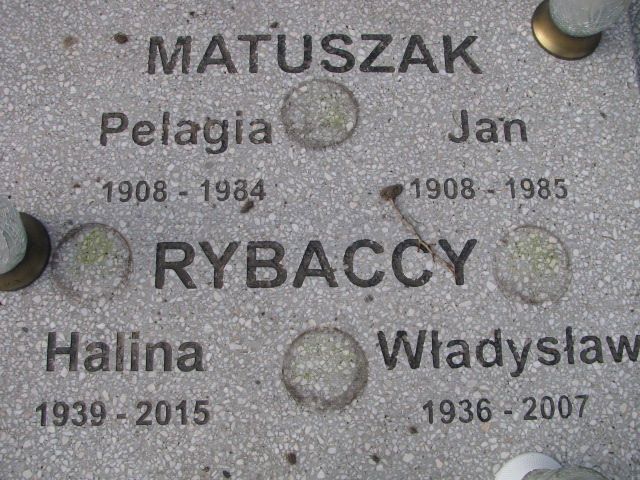 MATUSZAK
Pelagia Jan
1908 - 1984 1908 - 1985
RYBACCY
Halina Władysław
1939 - 2015 1936 - 2007